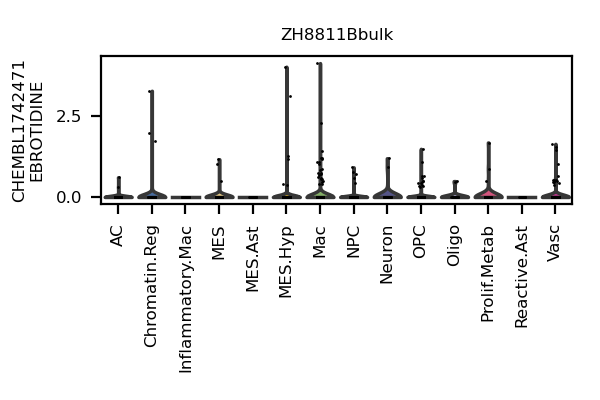 ZH8811Bbulk
CHEMBL1742471
EBROTIDINE
2.5
0.0
AC
Chromatin.Reg
Inflammatory.Mac
MES
MES.Ast
MES.Hyp
Mac
NPC
Neuron
OPC
Oligo
Prolif.Metab
Reactive.Ast
Vasc